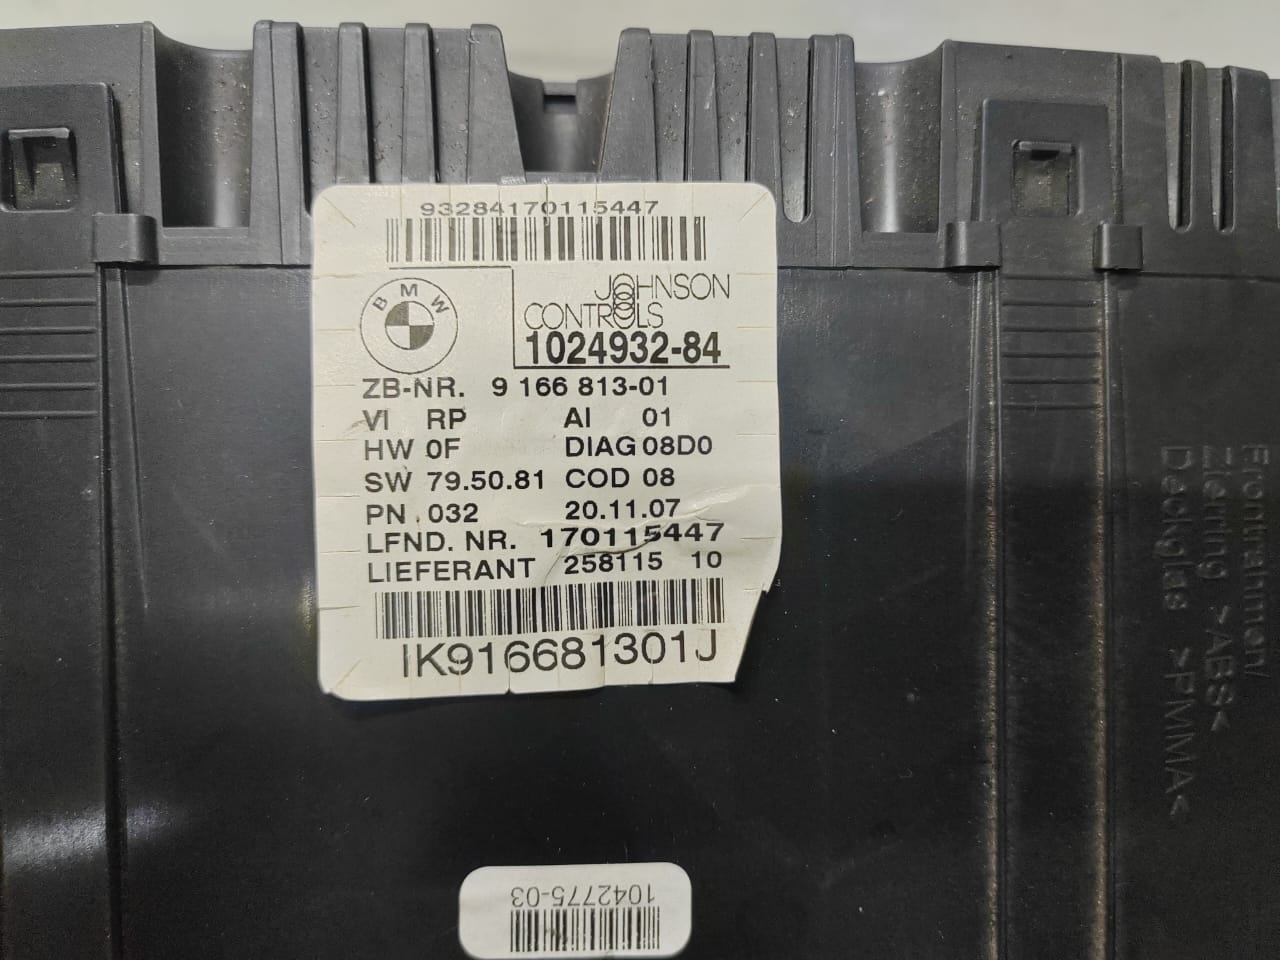 93284170115447
BMW
JOHNSON
CONTROLS
1024932-84
ZB-NR. 9 166 813-01
VI RP AI 01
HW 0F DIAG 08D0
SW 79.50.81 COD 08
PN 032 20.11.07
LFND. NR. 170115447
LIEFERANT 258115 10
IK916681301J
1042775-03
Frontrahmen/
Zierring >ABS<
Deckglas >PMMA<